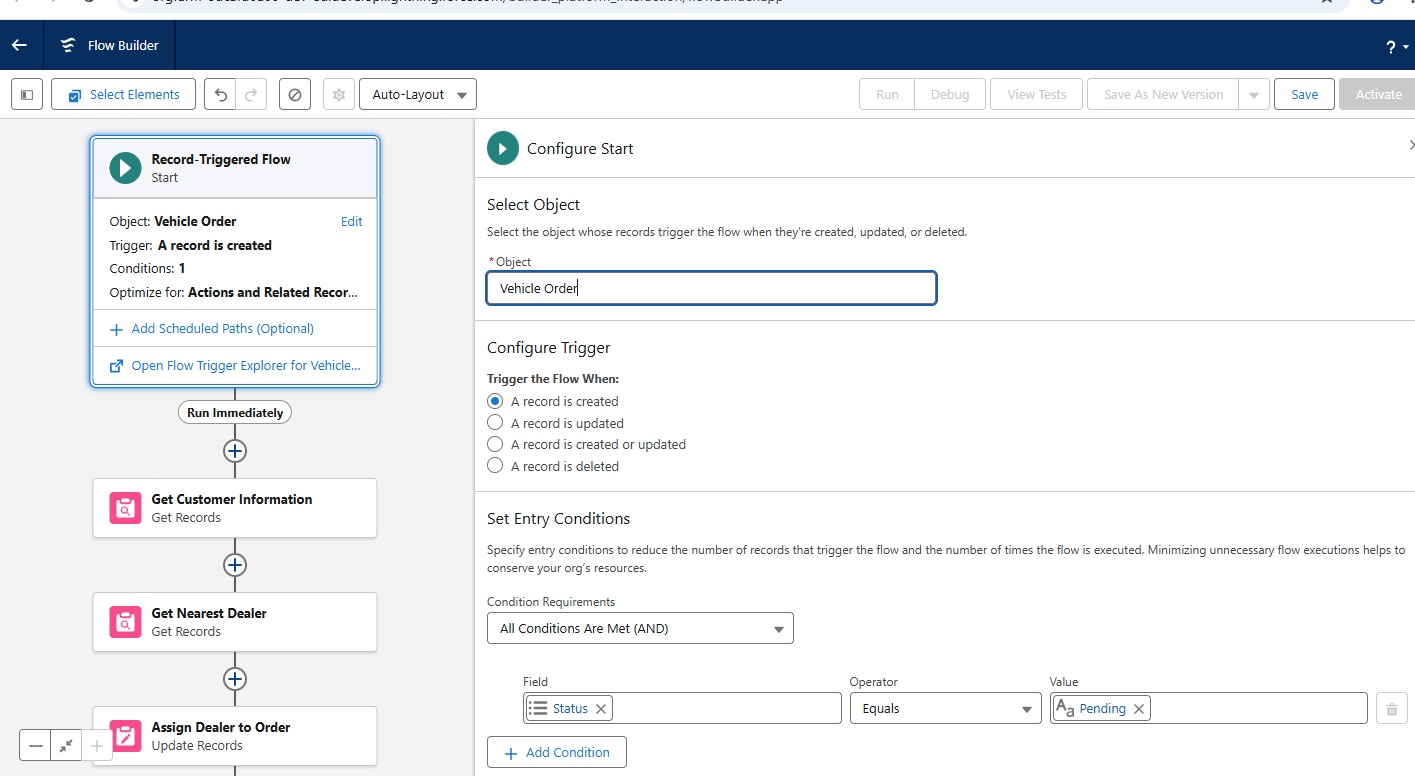 Flow Builder
?
Select Elements
Auto-Layout
Run
Debug
View Tests
Save As New Version
Save
Activate
Record-Triggered Flow
Start
Object: Vehicle Order
Edit
Trigger: A record is created
Conditions: 1
Optimize for: Actions and Related Recor...
Add Scheduled Paths (Optional)
Open Flow Trigger Explorer for Vehicle...
Run Immediately
Get Customer Information
Get Records
Get Nearest Dealer
Get Records
Assign Dealer to Order
Update Records
Configure Start
Select Object
Select the object whose records trigger the flow when they're created, updated, or deleted.
* Object
Vehicle Order
Configure Trigger
Trigger the Flow When:
A record is created
A record is updated
A record is created or updated
A record is deleted
Set Entry Conditions
Specify entry conditions to reduce the number of records that trigger the flow and the number of times the flow is executed. Minimizing unnecessary flow executions helps to
conserve your org's resources.
Condition Requirements
All Conditions Are Met (AND)
Field
Operator
Value
Status
Equals
Aa Pending
Add Condition